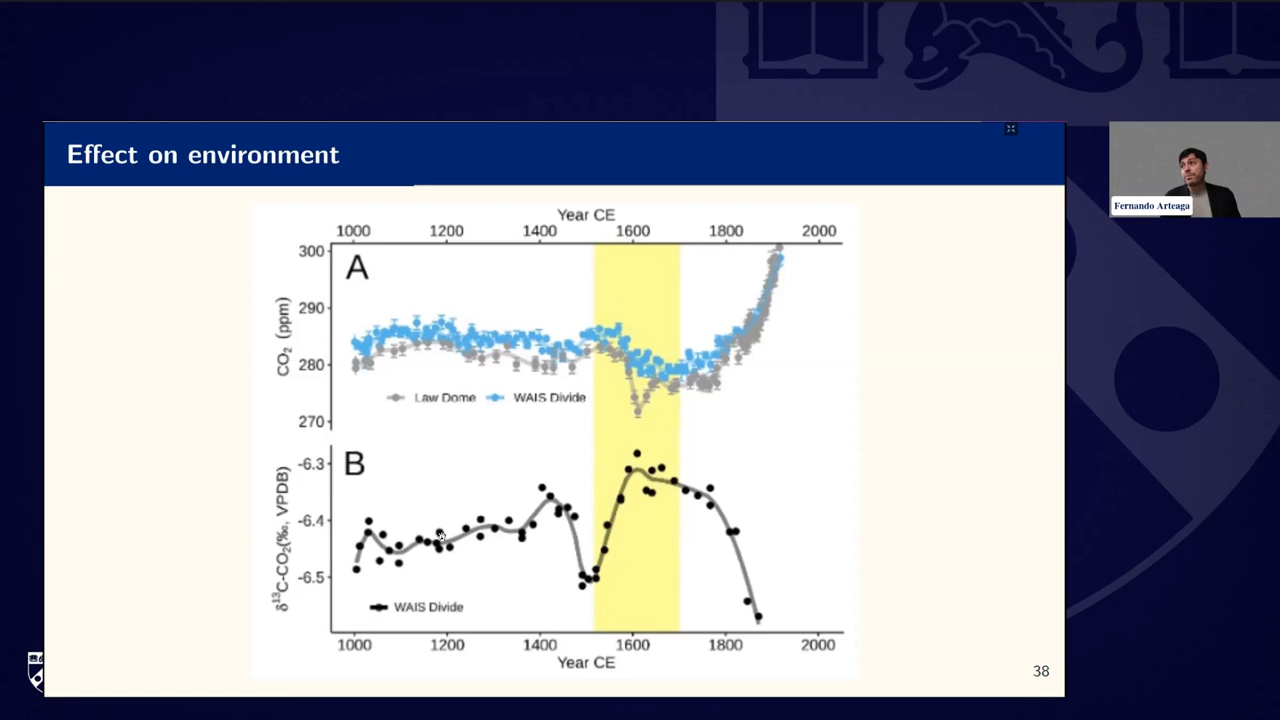 Effect on environment
Fernando Arteaga
Year CE
1000 1200 1400 1600 1800 2000
A
300
290
280
270
CO₂ (ppm)
Law Dome WAIS Divide
B
-6.3
-6.4
-6.5
δ¹³C-CO₂(‰, VPDB)
WAIS Divide
1000 1200 1400 1600 1800 2000
Year CE
38